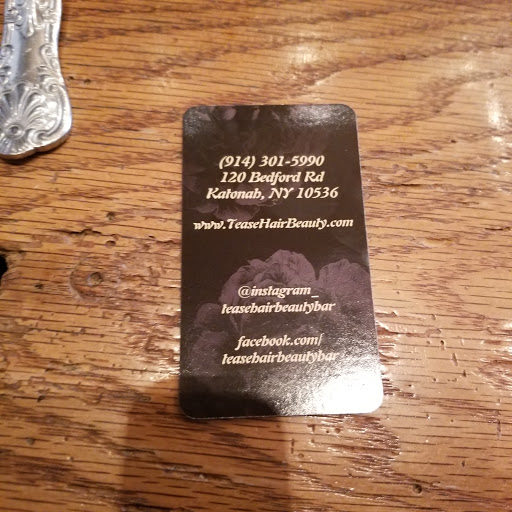 (914) 301-5990
120 Bedford Rd
Katonah, NY 10536
www.TeaseHairBeauty.com
@instagram_
teasehairbeautybar
facebook.com/
teasehairbeautybar